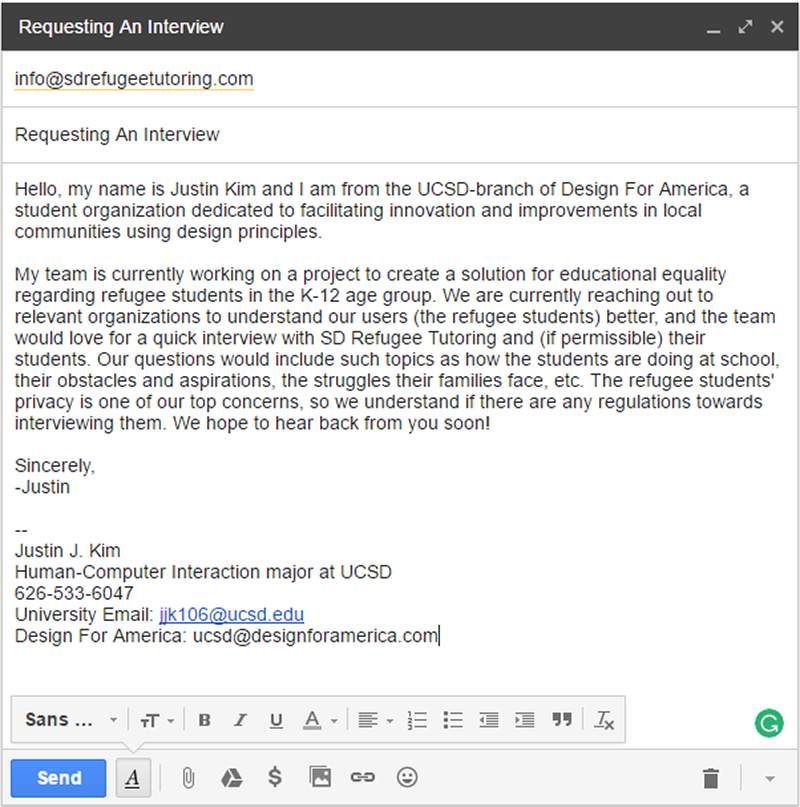 Requesting An Interview
info@sdrefugeetutoring.com
Requesting An Interview
Hello, my name is Justin Kim and I am from the UCSD-branch of Design For America, a
student organization dedicated to facilitating innovation and improvements in local
communities using design principles.
My team is currently working on a project to create a solution for educational equality
regarding refugee students in the K-12 age group. We are currently reaching out to
relevant organizations to understand our users (the refugee students) better, and the team
would love for a quick interview with SD Refugee Tutoring and (if permissible) their
students. Our questions would include such topics as how the students are doing at school,
their obstacles and aspirations, the struggles their families face, etc. The refugee students'
privacy is one of our top concerns, so we understand if there are any regulations towards
interviewing them. We hope to hear back from you soon!
Sincerely,
-Justin
--
Justin J. Kim
Human-Computer Interaction major at UCSD
626-533-6047
University Email: jjk106@ucsd.edu
Design For America: ucsd@designforamerica.com
Sans ...
Send